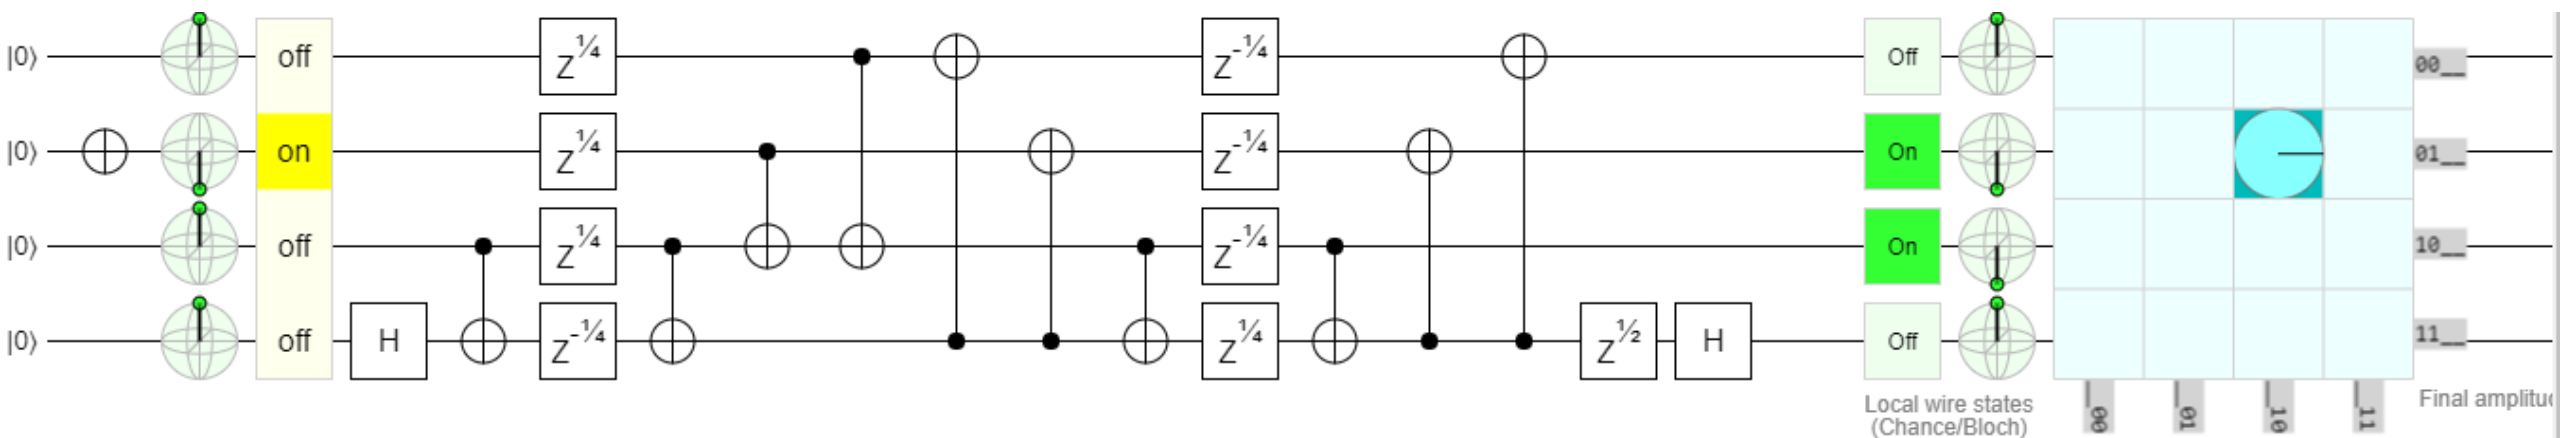 |0⟩ off Z^¼ Z^-¼ Off 00__
|0⟩ on Z^¼ Z^-¼ On 01__
|0⟩ off Z^¼ Z^-¼ On 10__
|0⟩ off H Z^-¼ Z^¼ Z^½ H Off 11__
__00 __01 __10 __11
Local wire states
(Chance/Bloch)
Final amplitu